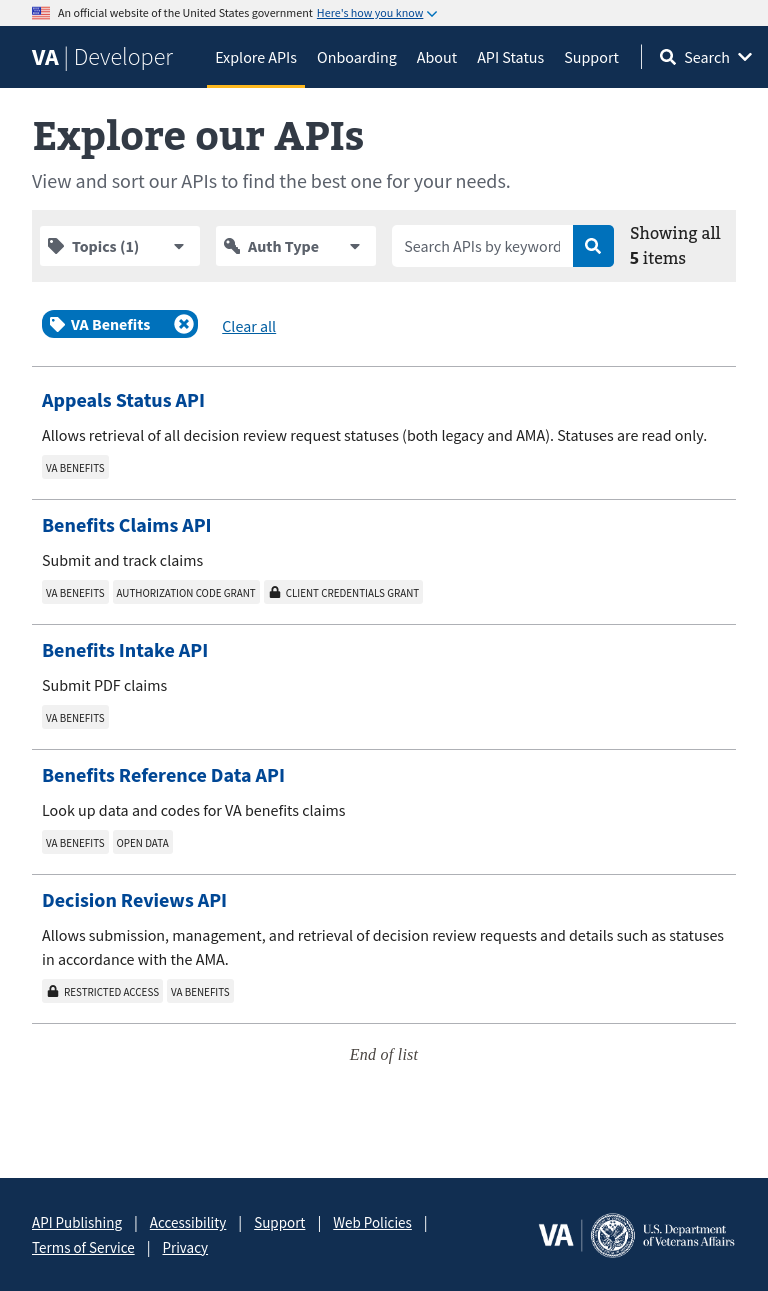 An official website of the United States government Here's how you know
VA | Developer Explore APIs Onboarding About API Status Support Search
Explore our APIs
View and sort our APIs to find the best one for your needs.
Topics (1) Auth Type Search APIs by keyword Showing all
5 items
VA Benefits Clear all
Appeals Status API
Allows retrieval of all decision review request statuses (both legacy and AMA). Statuses are read only.
VA BENEFITS
Benefits Claims API
Submit and track claims
VA BENEFITS AUTHORIZATION CODE GRANT CLIENT CREDENTIALS GRANT
Benefits Intake API
Submit PDF claims
VA BENEFITS
Benefits Reference Data API
Look up data and codes for VA benefits claims
VA BENEFITS OPEN DATA
Decision Reviews API
Allows submission, management, and retrieval of decision review requests and details such as statuses
in accordance with the AMA.
RESTRICTED ACCESS VA BENEFITS
End of list
API Publishing | Accessibility | Support | Web Policies |
Terms of Service | Privacy
VA | U.S. Department
of Veterans Affairs